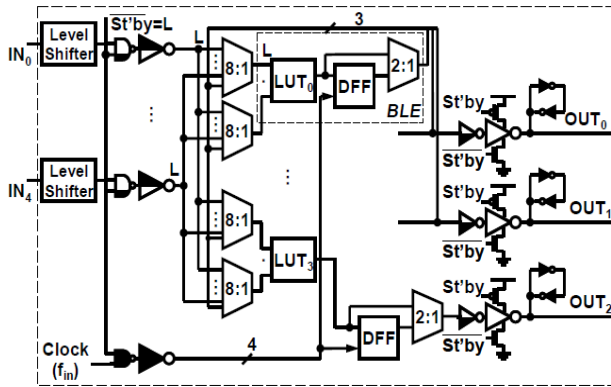 St'by=L
3
IN0
Level
Shifter
L
8:1
L
LUT0
DFF
2:1
BLE
8:1
St'by
St'by
OUT0
IN4
Level
Shifter
L
St'by
St'by
OUT1
8:1
8:1
LUT3
St'by
St'by
OUT2
2:1
DFF
Clock
(fin)
4